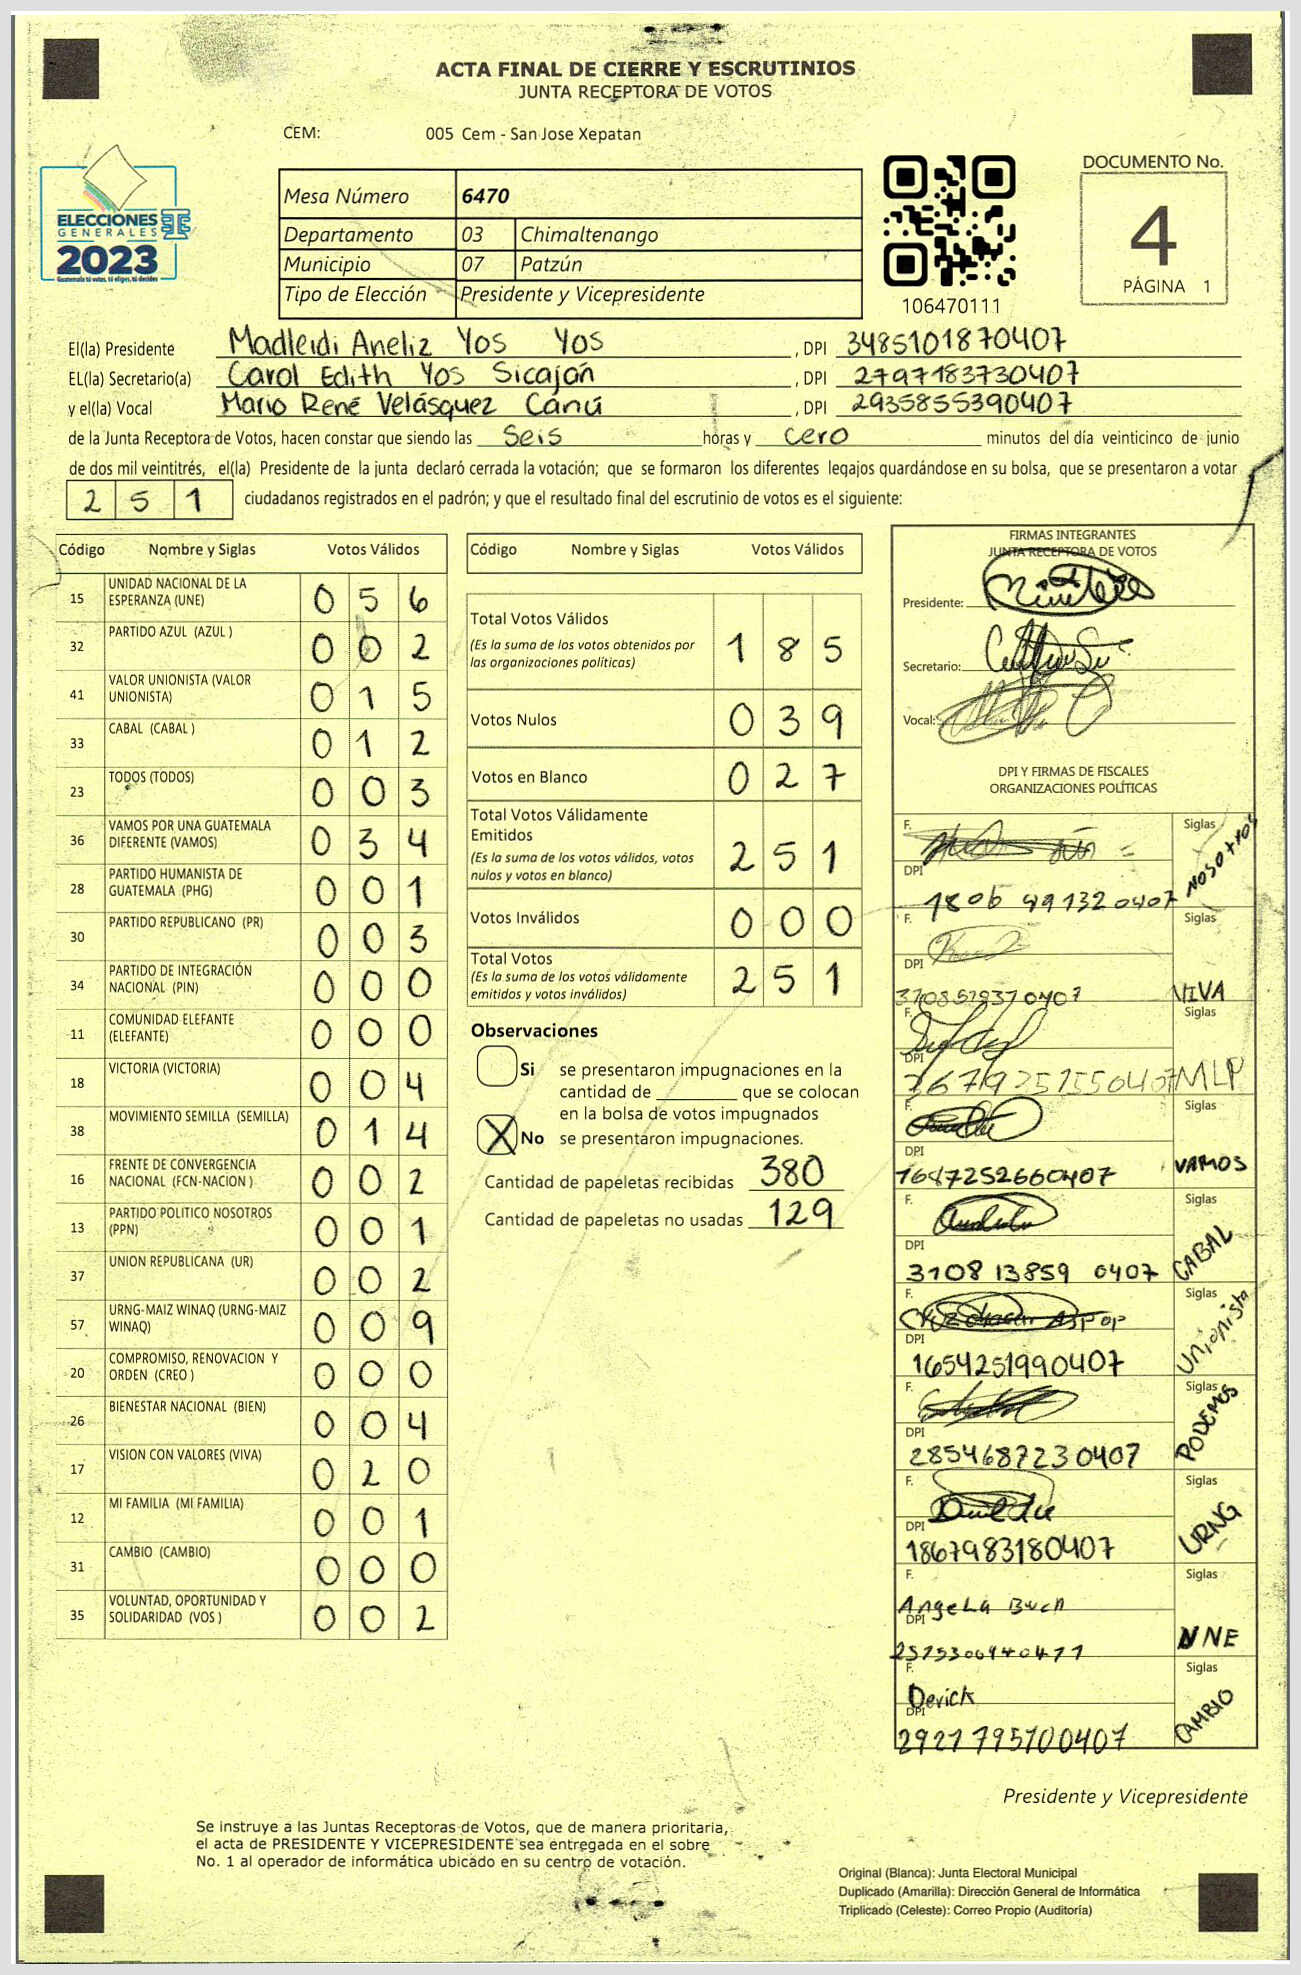 ACTA FINAL DE CIERRE Y ESCRUTINIOS
JUNTA RECEPTORA DE VOTOS
CEM: 005 Cem - San Jose Xepatan
ELECCIONES
GENERALES
2023
Guatemala tú votas, tú eliges, tú decides
Mesa Número 6470
Departamento 03 Chimaltenango
Municipio 07 Patzún
Tipo de Elección Presidente y Vicepresidente
106470111
DOCUMENTO No.
4
PÁGINA 1
El(la) Presidente Madleidi Aneliz Yos Yos , DPI 3485101870407
EL(la) Secretario(a) Carol Edith Yos Sicaján , DPI 2797183730407
y el(la) Vocal Mario René Velásquez Canú , DPI 2935855390407
de la Junta Receptora de Votos, hacen constar que siendo las seis horas y cero minutos del día veinticinco de junio
de dos mil veintitrés, el(la) Presidente de la junta declaró cerrada la votación; que se formaron los diferentes legajos guardándose en su bolsa, que se presentaron a votar
2 5 1 ciudadanos registrados en el padrón; y que el resultado final del escrutinio de votos es el siguiente:
Código Nombre y Siglas Votos Válidos
15 UNIDAD NACIONAL DE LA ESPERANZA (UNE) 0 5 6
32 PARTIDO AZUL (AZUL ) 0 0 2
41 VALOR UNIONISTA (VALOR UNIONISTA) 0 1 5
33 CABAL (CABAL ) 0 1 2
23 TODOS (TODOS) 0 0 3
36 VAMOS POR UNA GUATEMALA DIFERENTE (VAMOS) 0 3 4
28 PARTIDO HUMANISTA DE GUATEMALA (PHG) 0 0 1
30 PARTIDO REPUBLICANO (PR) 0 0 3
34 PARTIDO DE INTEGRACIÓN NACIONAL (PIN) 0 0 0
11 COMUNIDAD ELEFANTE (ELEFANTE) 0 0 0
18 VICTORIA (VICTORIA) 0 0 4
38 MOVIMIENTO SEMILLA (SEMILLA) 0 1 4
16 FRENTE DE CONVERGENCIA NACIONAL (FCN-NACION ) 0 0 2
13 PARTIDO POLITICO NOSOTROS (PPN) 0 0 1
37 UNION REPUBLICANA (UR) 0 0 2
57 URNG-MAIZ WINAQ (URNG-MAIZ WINAQ) 0 0 9
20 COMPROMISO, RENOVACION Y ORDEN (CREO ) 0 0 0
26 BIENESTAR NACIONAL (BIEN) 0 0 4
17 VISION CON VALORES (VIVA) 0 2 0
12 MI FAMILIA (MI FAMILIA) 0 0 1
31 CAMBIO (CAMBIO) 0 0 0
35 VOLUNTAD, OPORTUNIDAD Y SOLIDARIDAD (VOS ) 0 0 2
Código Nombre y Siglas Votos Válidos
Total Votos Válidos
(Es la suma de los votos obtenidos por las organizaciones políticas) 1 8 5
Votos Nulos 0 3 9
Votos en Blanco 0 2 7
Total Votos Válidamente Emitidos
(Es la suma de los votos válidos, votos nulos y votos en blanco) 2 5 1
Votos Inválidos 0 0 0
Total Votos
(Es la suma de los votos válidamente emitidos y votos inválidos) 2 5 1
Observaciones
Si se presentaron impugnaciones en la
cantidad de ________ que se colocan
en la bolsa de votos impugnados
X No se presentaron impugnaciones.
Cantidad de papeletas recibidas 380
Cantidad de papeletas no usadas 129
FIRMAS INTEGRANTES
JUNTA RECEPTORA DE VOTOS
Presidente:
Secretario:
Vocal:
DPI Y FIRMAS DE FISCALES
ORGANIZACIONES POLÍTICAS
F. Siglas Nosotros
DPI 1806 49132 0407
F. Siglas VIVA
DPI
F. Siglas MLP
DPI
F. Siglas VAMOS
DPI 1687252660407
F. Siglas CABAL
DPI 3108 13859 0407
F. Siglas Unionista
DPI 1654251990407
F. Siglas PODEMOS
DPI 2854687230407
F. Siglas URNG
DPI 1867983180407
F. Angela Buch Siglas UNE
DPI
F. Derick Siglas CAMBIO
DPI 2921795100407
Presidente y Vicepresidente
Se instruye a las Juntas Receptoras de Votos, que de manera prioritaria,
el acta de PRESIDENTE Y VICEPRESIDENTE sea entregada en el sobre
No. 1 al operador de informática ubicado en su centro de votación.
Original (Blanca): Junta Electoral Municipal
Duplicado (Amarilla): Dirección General de Informática
Triplicado (Celeste): Correo Propio (Auditoría)